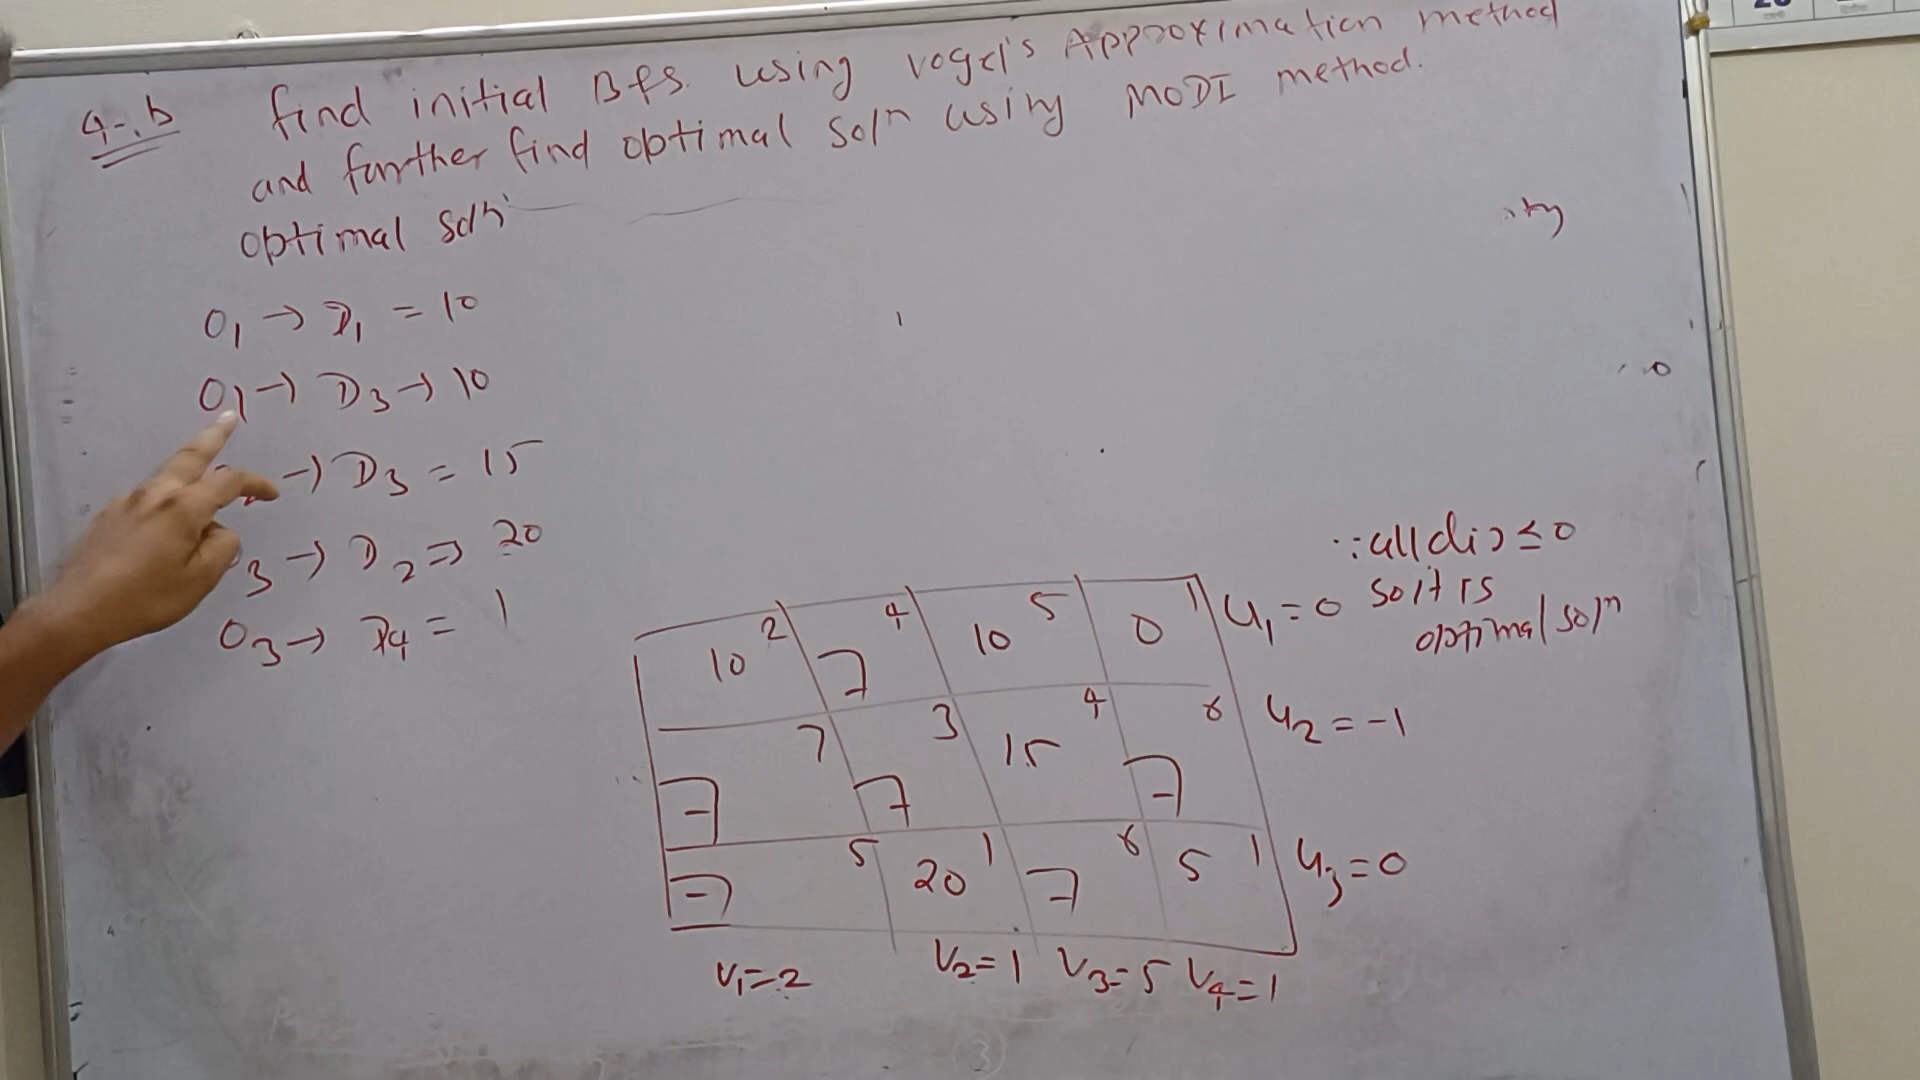 4-.b find initial Bfs. using vogel's Approximation method
and further find optimal solⁿ using MODI method.
optimal solⁿ
O₁ → D₁ = 10
O₁ → D₃ → 10
→ D₃ = 15
3 → D₂ ⇒ 20
O₃ → D₄ = 1
∵ all dij ≤ 0
so it is
optimal solⁿ
10 2 4 10 5 0 1 U₁ = 0
7 3 15 4 8 U₂ = -1
5 20 1 6 5 1 U₃ = 0
V₁ = 2 V₂ = 1 V₃ = 5 V₄ = 1